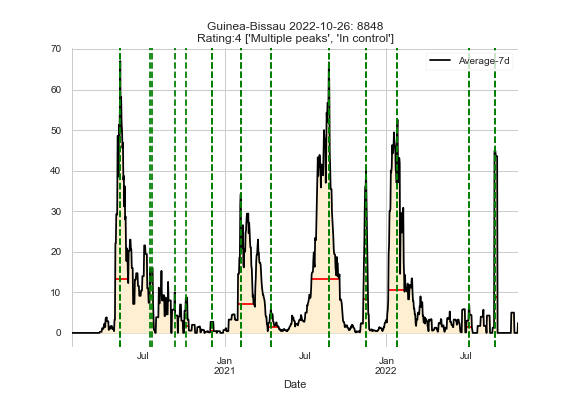 Guinea-Bissau 2022-10-26: 8848
Rating:4 ['Multiple peaks', 'In control']
Average-7d
70
60
50
40
30
20
10
0
Jul
Jan
2021
Jul
Jan
2022
Jul
Date